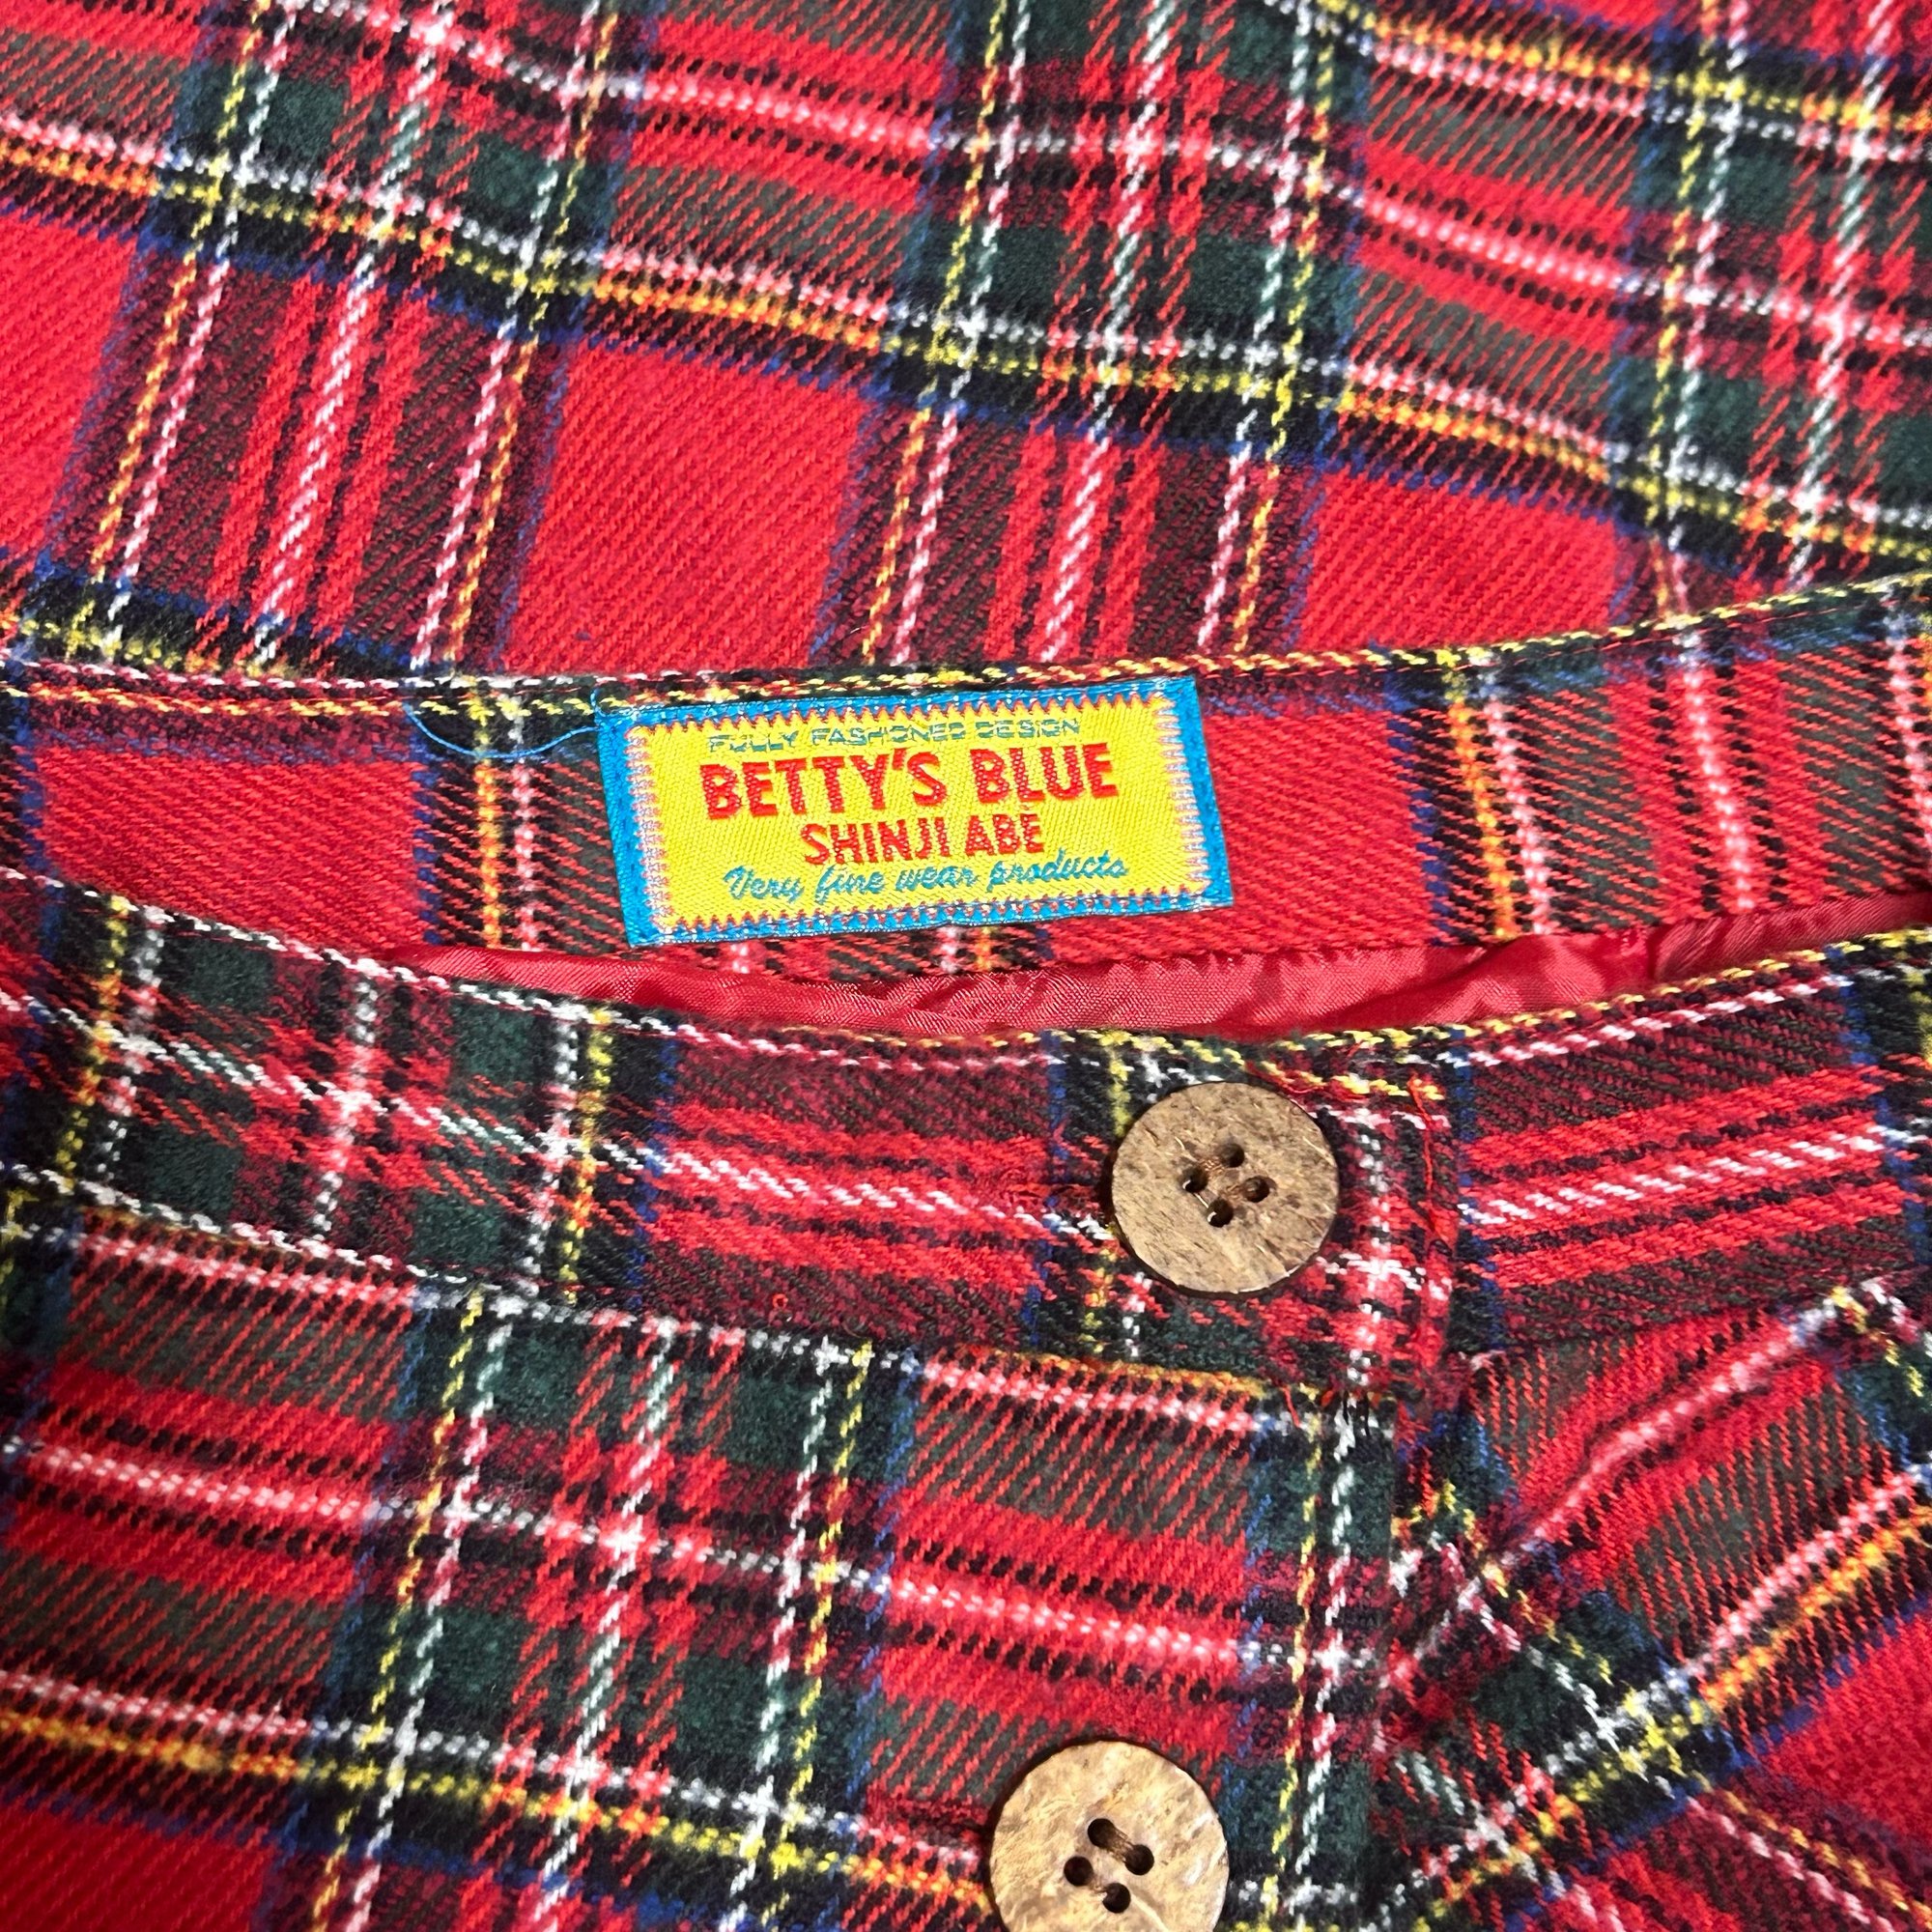 FULLY FASHIONED DESIGN
BETTY'S BLUE
SHINJI ABE
Very fine wear products